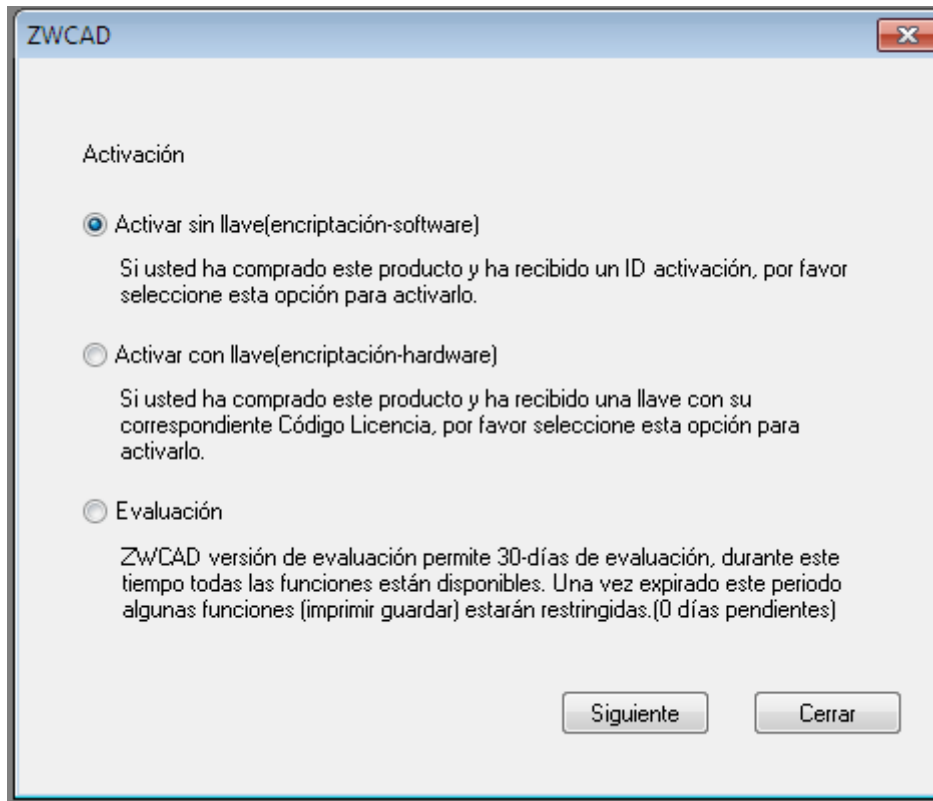 ZWCAD
Activación
Activar sin llave(encriptación-software)
Si usted ha comprado este producto y ha recibido un ID activación, por favor
seleccione esta opción para activarlo.
Activar con llave(encriptación-hardware)
Si usted ha comprado este producto y ha recibido una llave con su
correspondiente Código Licencia, por favor seleccione esta opción para
activarlo.
Evaluación
ZWCAD versión de evaluación permite 30-días de evaluación, durante este
tiempo todas las funciones están disponibles. Una vez expirado este periodo
algunas funciones (imprimir guardar) estarán restringidas.(0 días pendientes)
Siguiente Cerrar